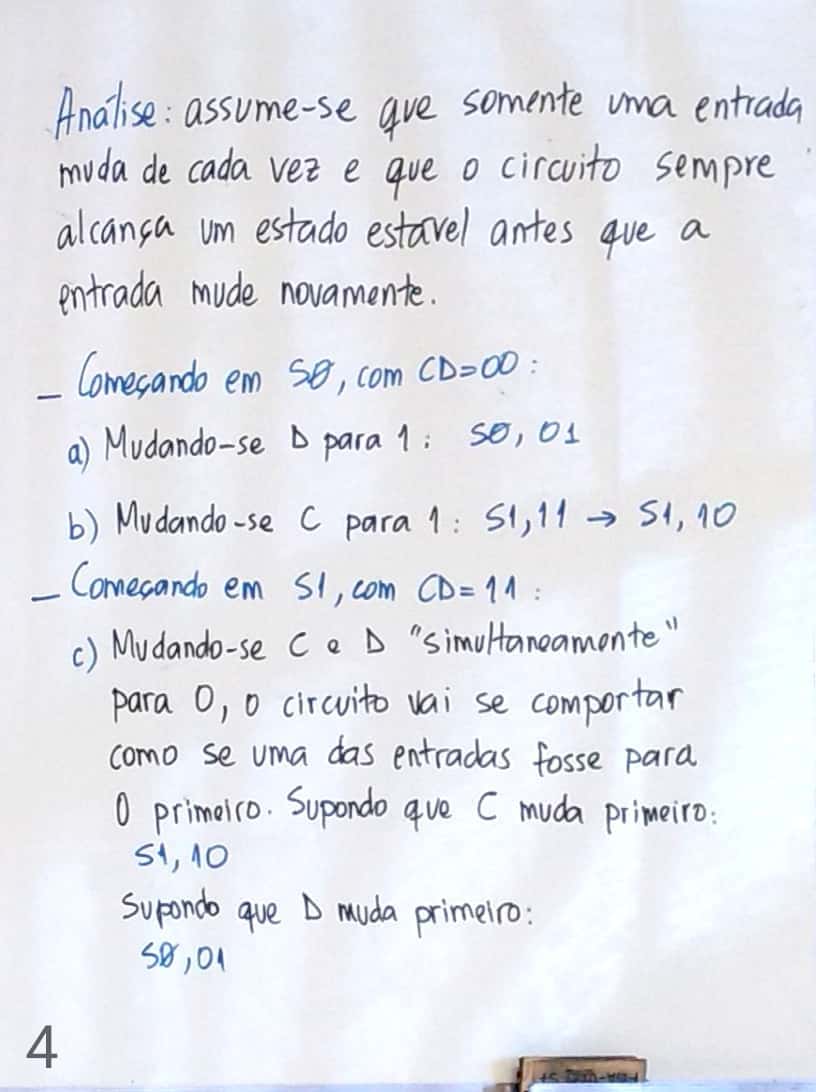 Análise: assume-se que somente uma entrada
muda de cada vez e que o circuito sempre
alcança um estado estável antes que a
entrada mude novamente.
- Começando em S0, com CD=00:
a) Mudando-se D para 1: S0, 01
b) Mudando-se C para 1: S1,11 → S1, 10
- Começando em S1, com CD=11:
c) Mudando-se C e D "simultaneamente"
para 0, o circuito vai se comportar
como se uma das entradas fosse para
0 primeiro. Supondo que C muda primeiro:
S1, 10
Supondo que D muda primeiro:
S0,01
4